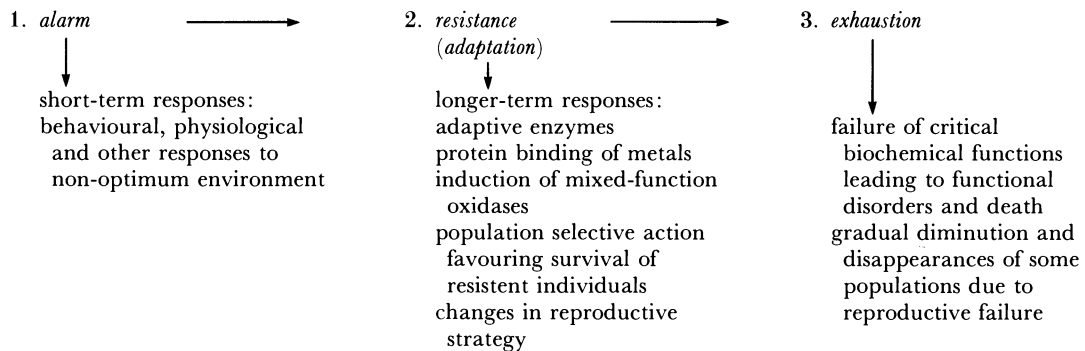 1. alarm
short-term responses:
behavioural, physiological
and other responses to
non-optimum environment
2. resistance
(adaptation)
longer-term responses:
adaptive enzymes
protein binding of metals
induction of mixed-function
oxidases
population selective action
favouring survival of
resistent individuals
changes in reproductive
strategy
3. exhaustion
failure of critical
biochemical functions
leading to functional
disorders and death
gradual diminution and
disappearances of some
populations due to
reproductive failure